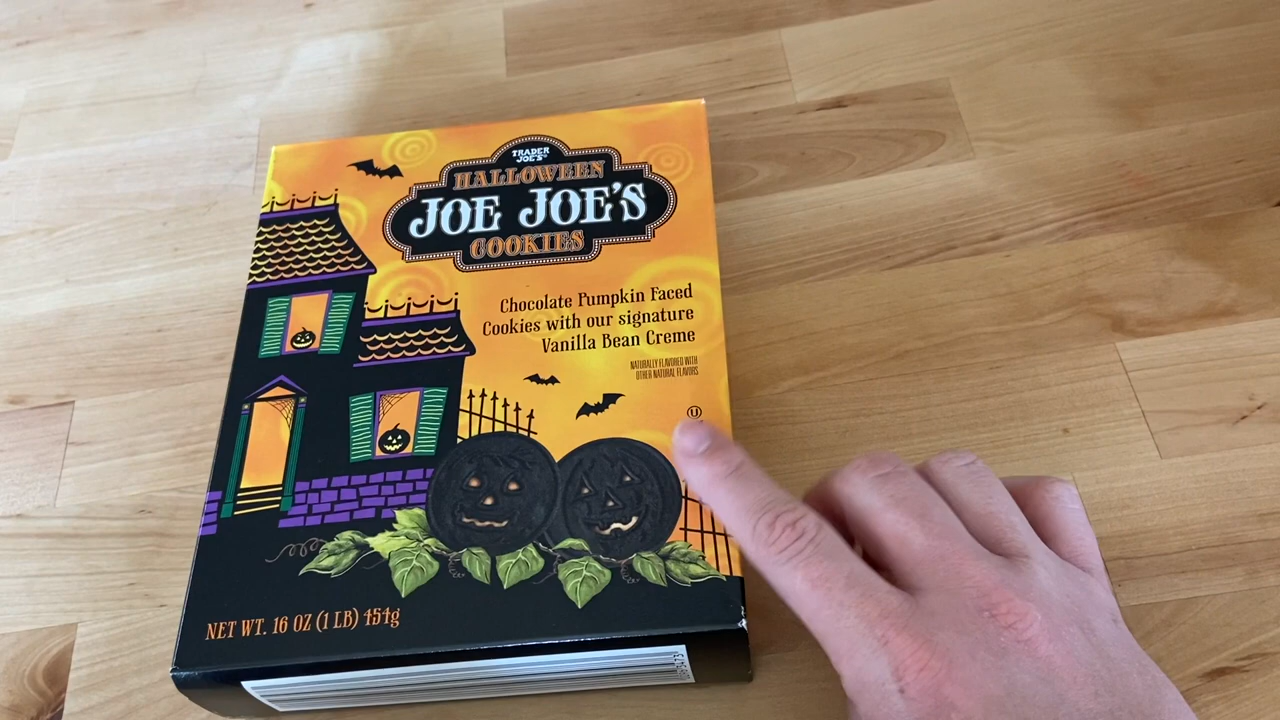 TRADER
JOE'S
HALLOWEEN
JOE JOE'S
COOKIES
Chocolate Pumpkin Faced
Cookies with our signature
Vanilla Bean Creme
NATURALLY FLAVORED WITH
OTHER NATURAL FLAVORS
U
NET WT. 16 OZ (1 LB) 454g